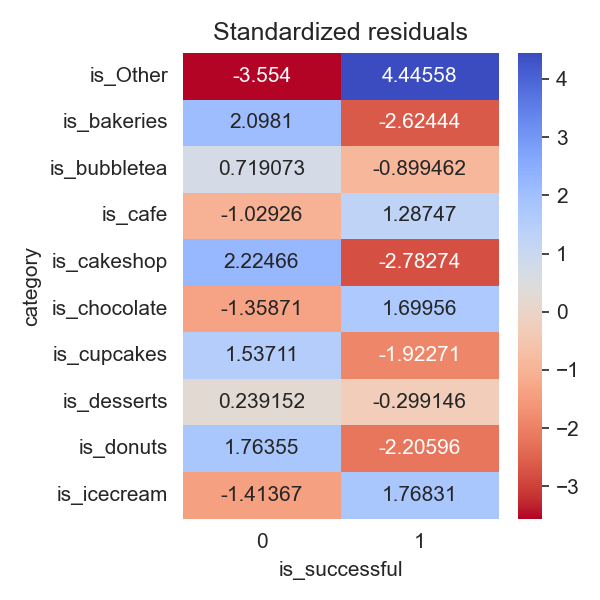 Standardized residuals
is_Other -3.554 4.44558
is_bakeries 2.0981 -2.62444
is_bubbletea 0.719073 -0.899462
is_cafe -1.02926 1.28747
is_cakeshop 2.22466 -2.78274
is_chocolate -1.35871 1.69956
is_cupcakes 1.53711 -1.92271
is_desserts 0.239152 -0.299146
is_donuts 1.76355 -2.20596
is_icecream -1.41367 1.76831
category
0 1
is_successful
4
3
2
1
0
−1
−2
−3